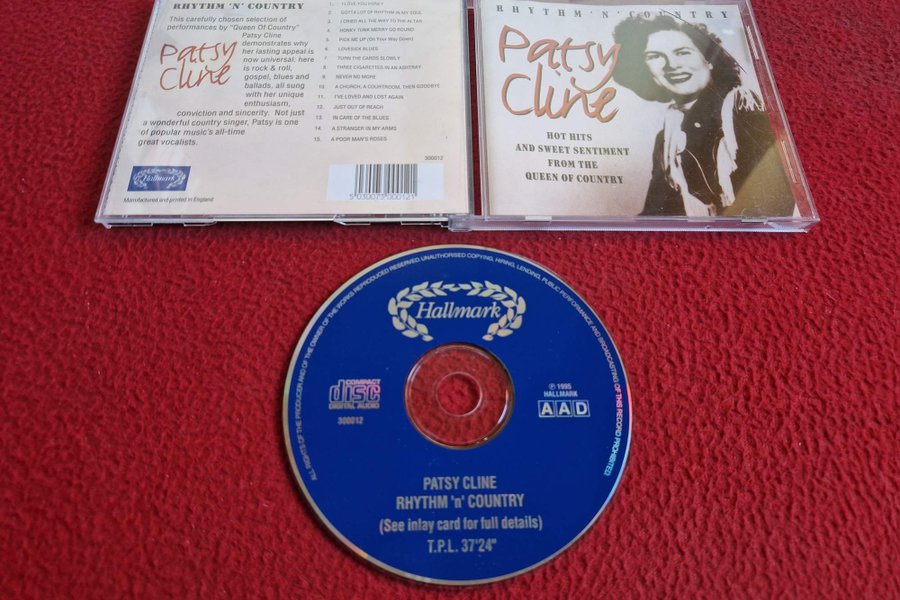 RHYTHM 'N' COUNTRY
This carefully chosen selection of
performances by "Queen Of Country"
Patsy Cline
demonstrates why
her lasting appeal is
now universal: here
is rock & roll,
gospel, blues and
ballads, all sung
with her unique
enthusiasm,
conviction and sincerity. Not just
a wonderful country singer, Patsy is one
of popular music's all-time
great vocalists.
Patsy
Cline
Hallmark
Manufactured and printed in England
1. I LOVE YOU HONEY
2. GOTTA LOT OF RHYTHM IN MY SOUL
3. I CRIED ALL THE WAY TO THE ALTAR
4. HONKY TONK MERRY GO ROUND
5. PICK ME UP (On Your Way Down)
6. LOVESICK BLUES
7. TURN THE CARDS SLOWLY
8. THREE CIGARETTES IN AN ASHTRAY
9. NEVER NO MORE
10. A CHURCH, A COURTROOM, THEN GOODBYE
11. I'VE LOVED AND LOST AGAIN
12. JUST OUT OF REACH
13. IN CARE OF THE BLUES
14. A STRANGER IN MY ARMS
15. A POOR MAN'S ROSES
300012
5 030073 000121
RHYTHM 'N' COUNTRY
Patsy
Cline
HOT HITS
AND SWEET SENTIMENT
FROM THE
QUEEN OF COUNTRY
ALL RIGHTS OF THE PRODUCER AND OF THE OWNER OF THE WORKS REPRODUCED RESERVED. UNAUTHORISED COPYING, HIRING, LENDING, PUBLIC PERFORMANCE AND BROADCASTING OF THIS RECORD PROHIBITED
Hallmark
COMPACT
disc
DIGITAL AUDIO
300012
℗ 1995
HALLMARK
AAD
PATSY CLINE
RHYTHM 'n' COUNTRY
(See inlay card for full details)
T.P.L. 37'24"